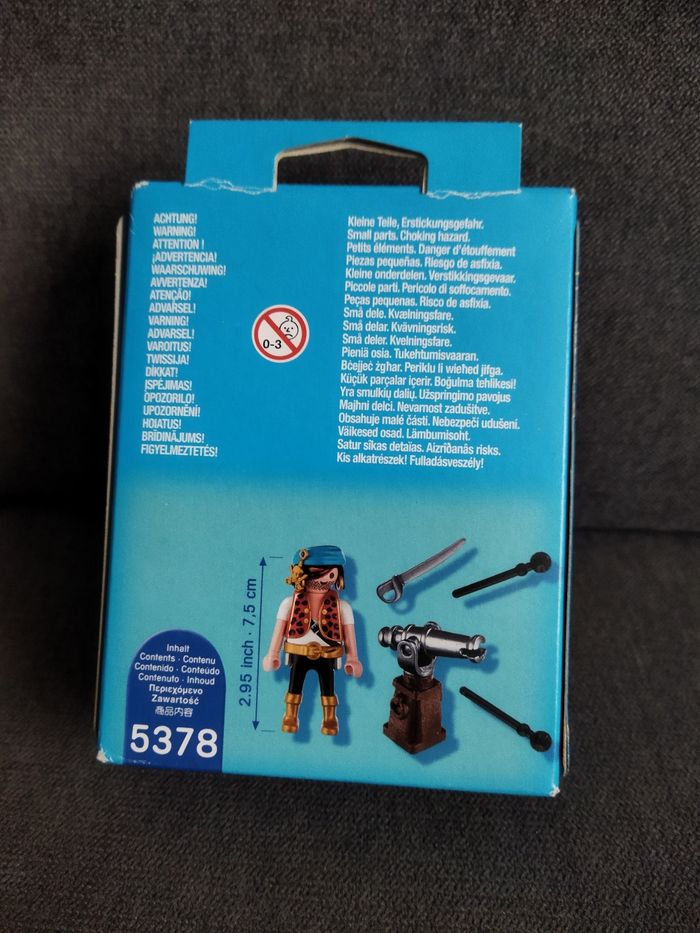 ACHTUNG!
WARNING!
ATTENTION !
¡ADVERTENCIA!
WAARSCHUWING!
AVVERTENZA!
ATENÇÃO!
ADVARSEL!
VARNING!
ADVARSEL!
VAROITUS!
TWISSIJA!
DİKKAT!
ĮSPĖJIMAS!
OPOZORILO!
UPOZORNĚNÍ!
HOIATUS!
BRĪDINĀJUMS!
FIGYELMEZTETÉS!
0-3
Kleine Teile, Erstickungsgefahr.
Small parts. Choking hazard.
Petits éléments. Danger d'étouffement
Piezas pequeñas. Riesgo de asfixia.
Kleine onderdelen. Verstikkingsgevaar.
Piccole parti. Pericolo di soffocamento.
Peças pequenas. Risco de asfixia.
Små dele. Kvælningsfare.
Små delar. Kvävningsrisk.
Små deler. Kvelningsfare.
Pieniä osia. Tukehtumisvaaran.
Bċejjeċ żgħar. Periklu li wieħed jifga.
Küçük parçalar içerir. Boğulma tehlikesi!
Yra smulkių dalių. Užspringimo pavojus
Majhni delci. Nevarnost zadušitve.
Obsahuje malé části. Nebezpečí udušení.
Väikesed osad. Lämbumisoht.
Satur sīkas detaļas. Aizrīšanās risks.
Kis alkatrészek! Fulladásveszély!
2.95 inch · 7,5 cm
Inhalt
Contents · Contenu
Contenido · Conteúdo
Contenuto · Inhoud
Περιεχόμενο
Zawartość
商品内容
5378